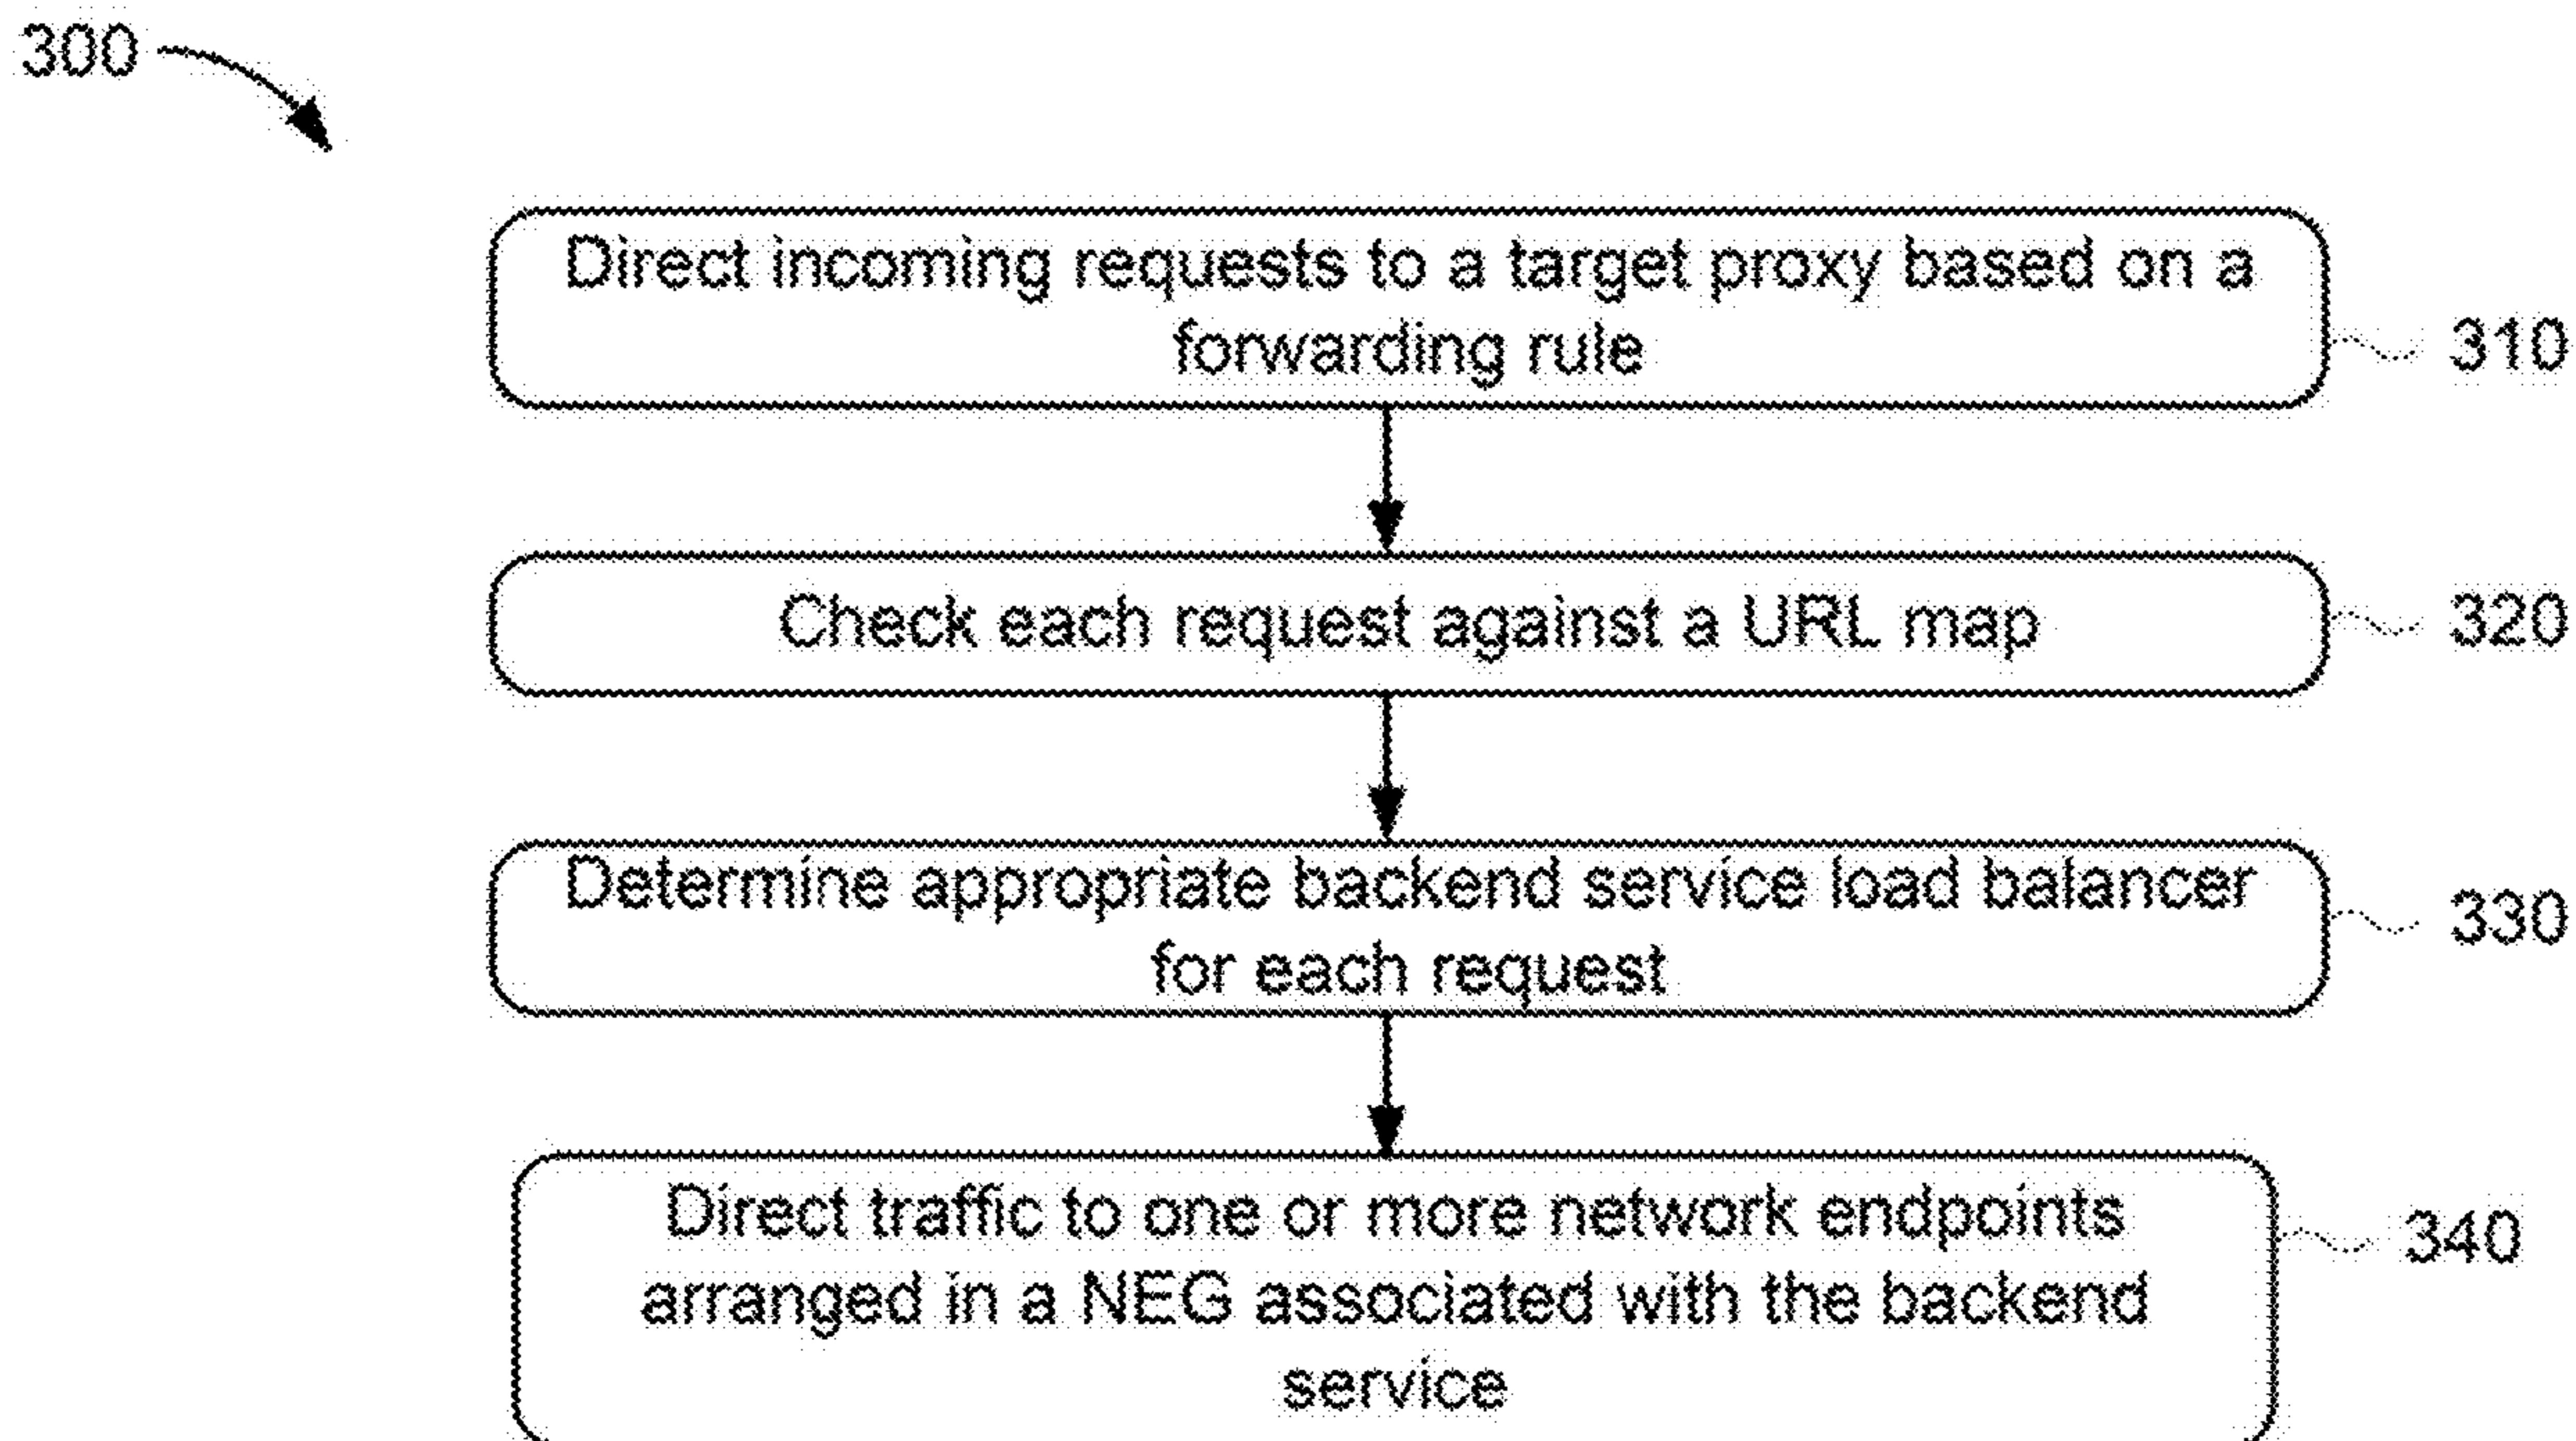 300
Direct incoming requests to a target proxy based on a
forwarding rule
310
Check each request against a URL map
320
Determine appropriate backend service load balancer
for each request
330
Direct traffic to one or more network endpoints
arranged in a NEG associated with the backend
service
340